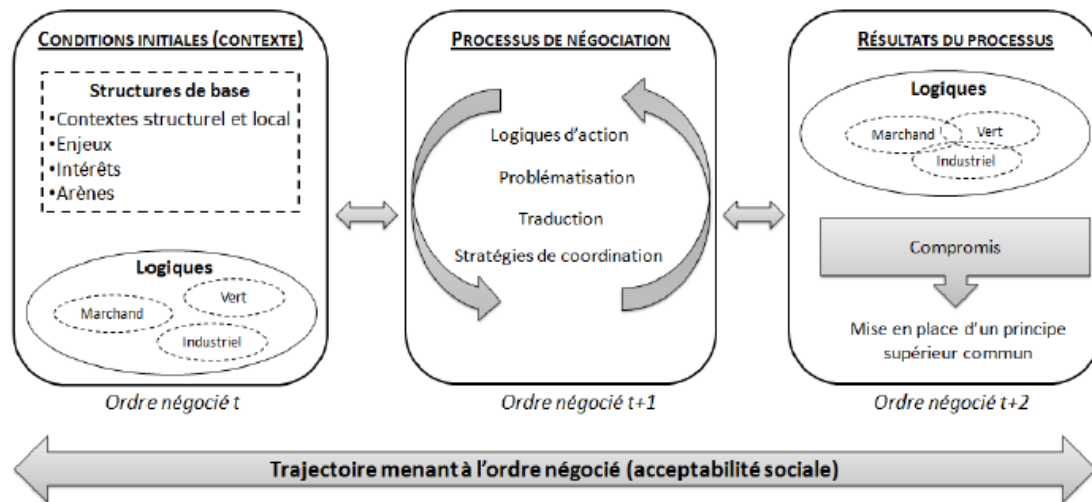 CONDITIONS INITIALES (CONTEXTE)
Structures de base
•Contextes structurel et local
•Enjeux
•Intérêts
•Arènes
Logiques
Vert
Marchand
Industriel
Ordre négocié t
PROCESSUS DE NÉGOCIATION
Logiques d'action
Problématisation
Traduction
Stratégies de coordination
Ordre négocié t+1
RÉSULTATS DU PROCESSUS
Logiques
Marchand
Vert
Industriel
Compromis
Mise en place d'un principe
supérieur commun
Ordre négocié t+2
Trajectoire menant à l'ordre négocié (acceptabilité sociale)